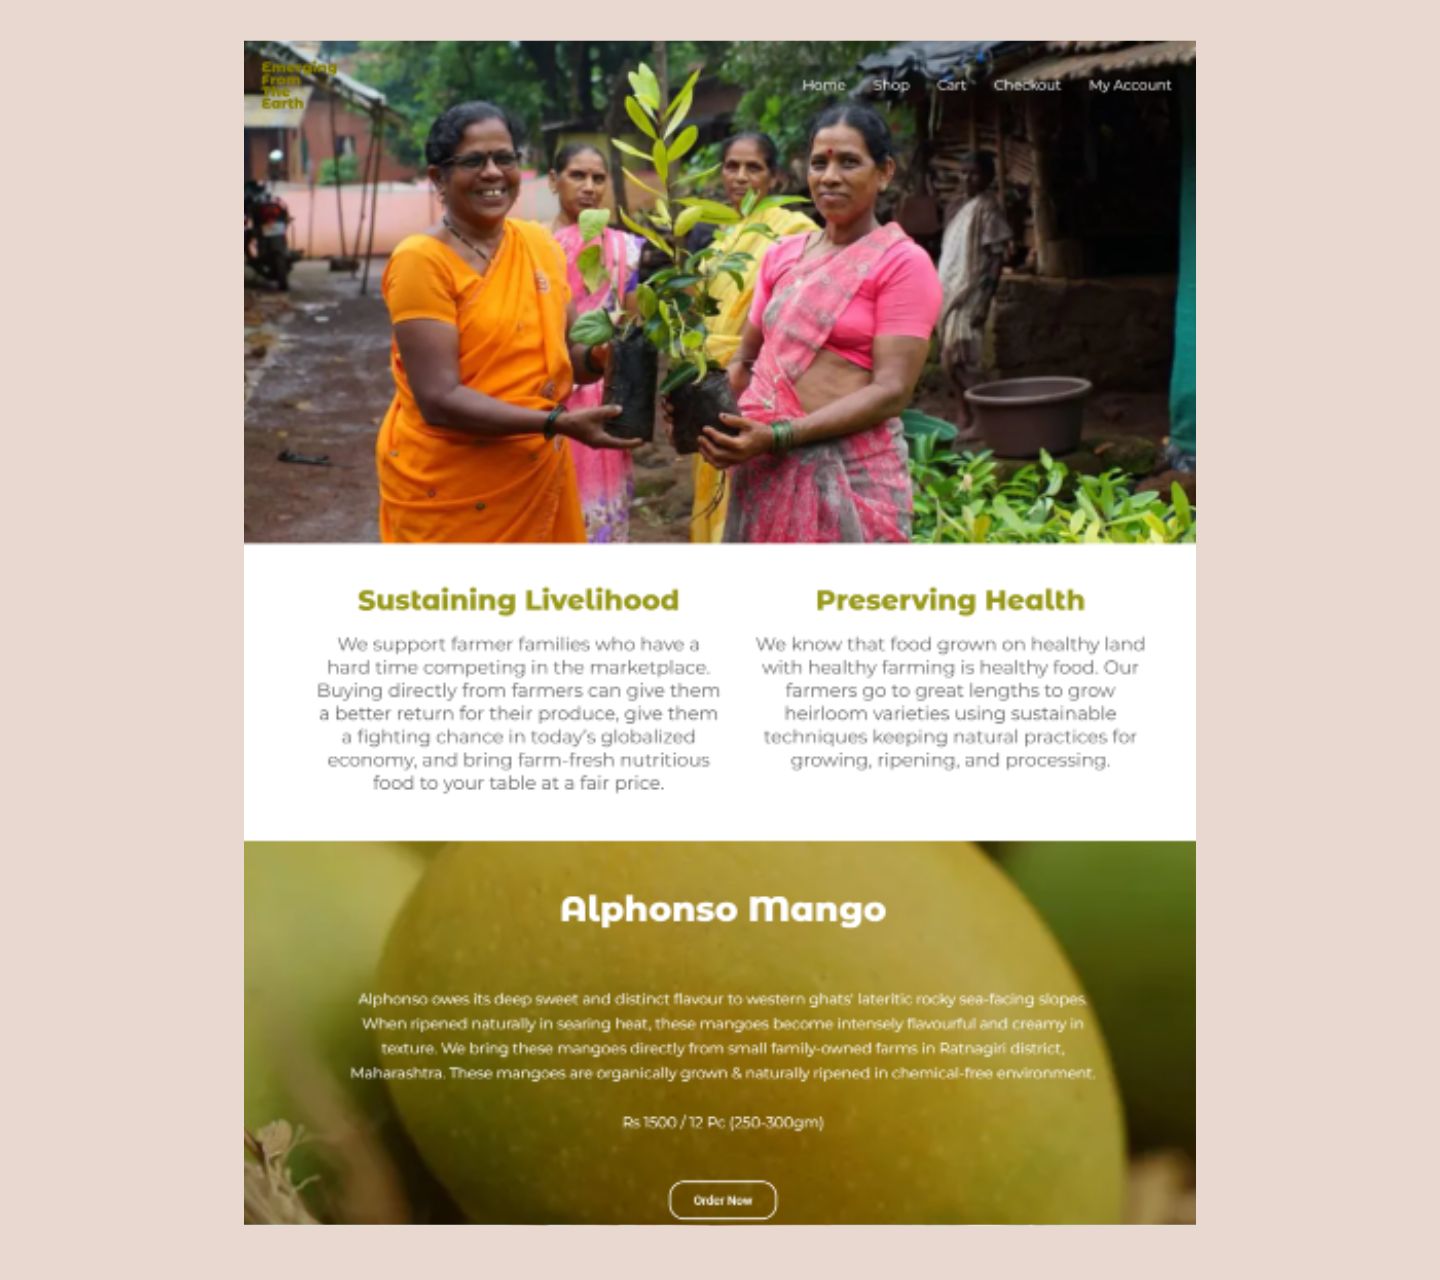 Emerging
From
The
Earth
Home Shop Cart Checkout My Account
Sustaining Livelihood
We support farmer families who have a
hard time competing in the marketplace.
Buying directly from farmers can give them
a better return for their produce, give them
a fighting chance in today's globalized
economy, and bring farm-fresh nutritious
food to your table at a fair price.
Preserving Health
We know that food grown on healthy land
with healthy farming is healthy food. Our
farmers go to great lengths to grow
heirloom varieties using sustainable
techniques keeping natural practices for
growing, ripening, and processing.
Alphonso Mango
Alphonso owes its deep sweet and distinct flavour to western ghats' lateritic rocky sea-facing slopes.
When ripened naturally in searing heat, these mangoes become intensely flavourful and creamy in
texture. We bring these mangoes directly from small family-owned farms in Ratnagiri district,
Maharashtra. These mangoes are organically grown & naturally ripened in chemical-free environment.
Rs 1500 / 12 Pc (250-300gm)
Order Now